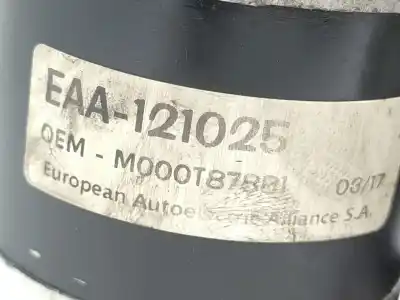 EAA-121025
OEM - M000T87881 03/17
European Autoelectric Alliance S.A.